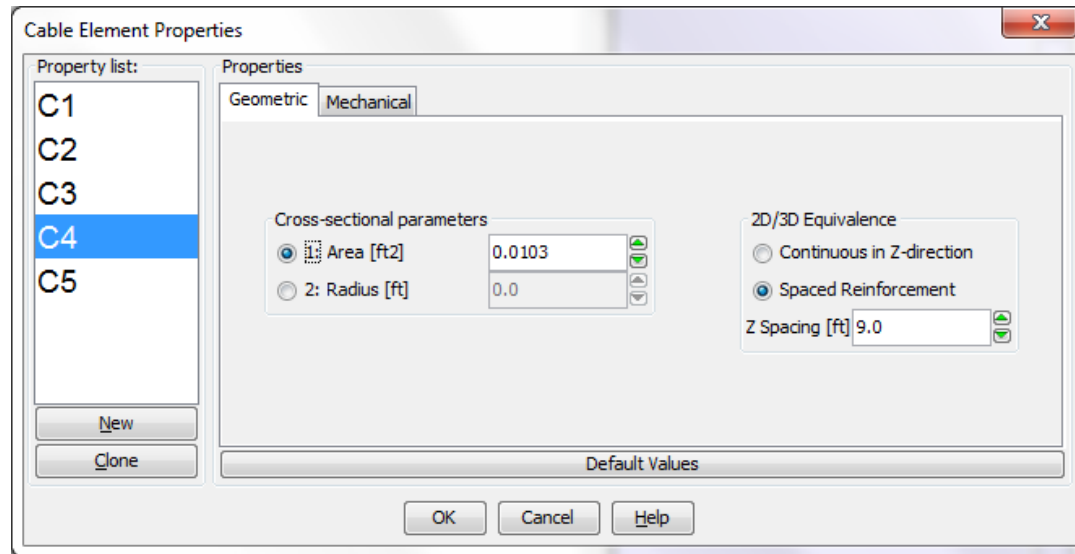 Cable Element Properties
Property list:
C1
C2
C3
C4
C5
New
Clone
Properties
Geometric Mechanical
Cross-sectional parameters
1: Area [ft2] 0.0103
2: Radius [ft] 0.0
2D/3D Equivalence
Continuous in Z-direction
Spaced Reinforcement
Z Spacing [ft] 9.0
Default Values
OK Cancel Help